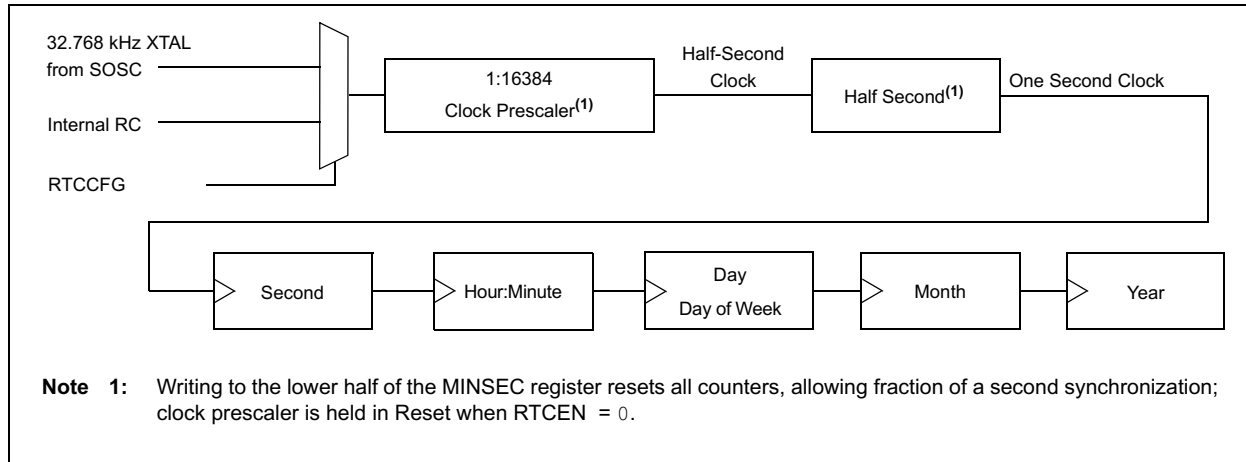 32.768 kHz XTAL
from SOSC
Internal RC
RTCCFG
1:16384
Clock Prescaler(1)
Half-Second
Clock
Half Second(1)
One Second Clock
Second
Hour:Minute
Day
Day of Week
Month
Year
Note 1: Writing to the lower half of the MINSEC register resets all counters, allowing fraction of a second synchronization;
clock prescaler is held in Reset when RTCEN = 0.